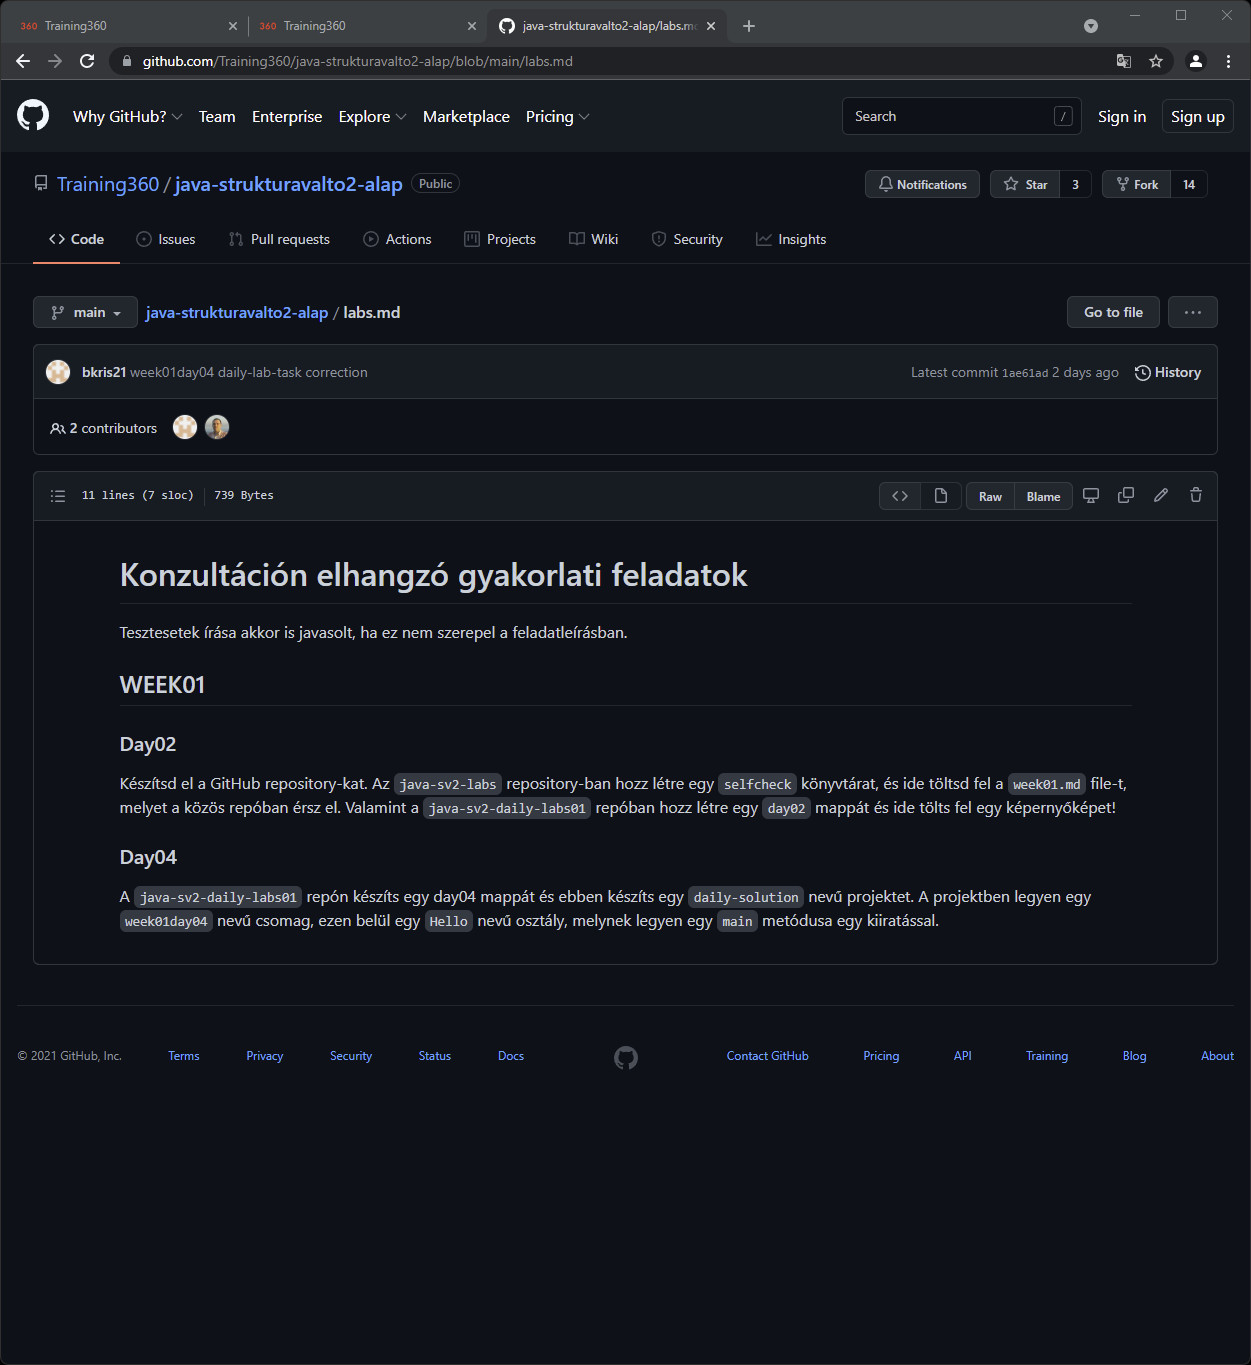 360 Training360
360 Training360
java-strukturavalto2-alap/labs.m
github.com/Training360/java-strukturavalto2-alap/blob/main/labs.md
Why GitHub? Team Enterprise Explore Marketplace Pricing
Search /
Sign in Sign up
Training360 / java-strukturavalto2-alap Public
Notifications Star 3 Fork 14
<> Code Issues Pull requests Actions Projects Wiki Security Insights
main java-strukturavalto2-alap / labs.md
Go to file ...
bkris21 week01day04 daily-lab-task correction
Latest commit 1ae61ad 2 days ago History
2 contributors
11 lines (7 sloc) 739 Bytes
<> Raw Blame
Konzultáción elhangzó gyakorlati feladatok
Tesztesetek írása akkor is javasolt, ha ez nem szerepel a feladatleírásban.
WEEK01
Day02
Készítsd el a GitHub repository-kat. Az java-sv2-labs repository-ban hozz létre egy selfcheck könyvtárat, és ide töltsd fel a week01.md file-t,
melyet a közös repóban érsz el. Valamint a java-sv2-daily-labs01 repóban hozz létre egy day02 mappát és ide tölts fel egy képernyőképet!
Day04
A java-sv2-daily-labs01 repón készíts egy day04 mappát és ebben készíts egy daily-solution nevű projektet. A projektben legyen egy
week01day04 nevű csomag, ezen belül egy Hello nevű osztály, melynek legyen egy main metódusa egy kiiratással.
© 2021 GitHub, Inc. Terms Privacy Security Status Docs Contact GitHub Pricing API Training Blog About